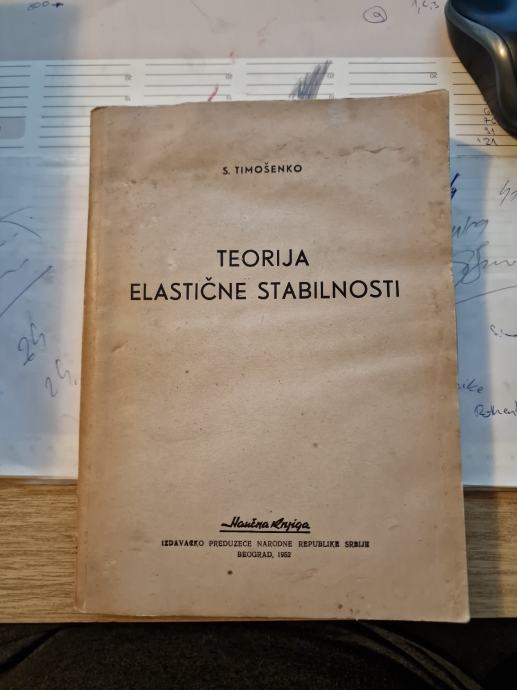 S. TIMOŠENKO
TEORIJA
ELASTIČNE STABILNOSTI
Naučna knjiga
IZDAVAČKO PREDUZEĆE NARODNE REPUBLIKE SRBIJE
BEOGRAD, 1952